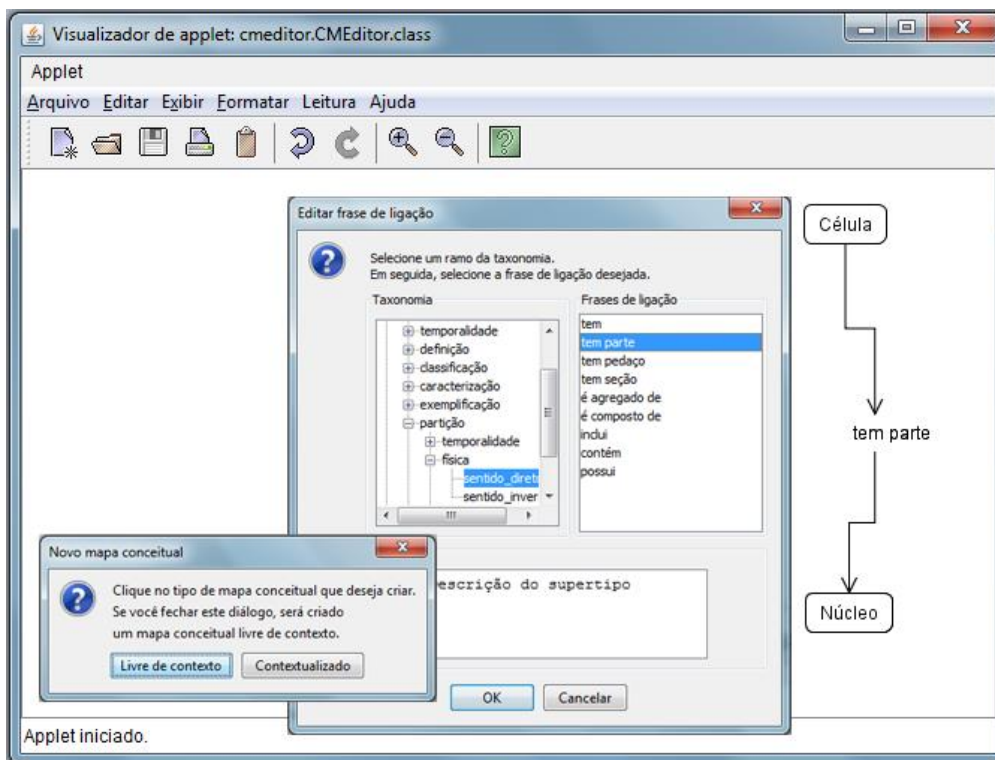 Visualizador de applet: cmeditor.CMEditor.class
Applet
Arquivo Editar Exibir Formatar Leitura Ajuda
Editar frase de ligação
Selecione um ramo da taxonomia.
Em seguida, selecione a frase de ligação desejada.
Taxonomia
temporalidade
definição
classificação
caracterização
exemplificação
partição
temporalidade
física
sentido_diret
sentido_inver
Frases de ligação
tem
tem parte
tem pedaço
tem seção
é agregado de
é composto de
inclui
contém
possui
escrição do supertipo
OK Cancelar
Novo mapa conceitual
Clique no tipo de mapa conceitual que deseja criar.
Se você fechar este diálogo, será criado
um mapa conceitual livre de contexto.
Livre de contexto Contextualizado
Célula
tem parte
Núcleo
Applet iniciado.